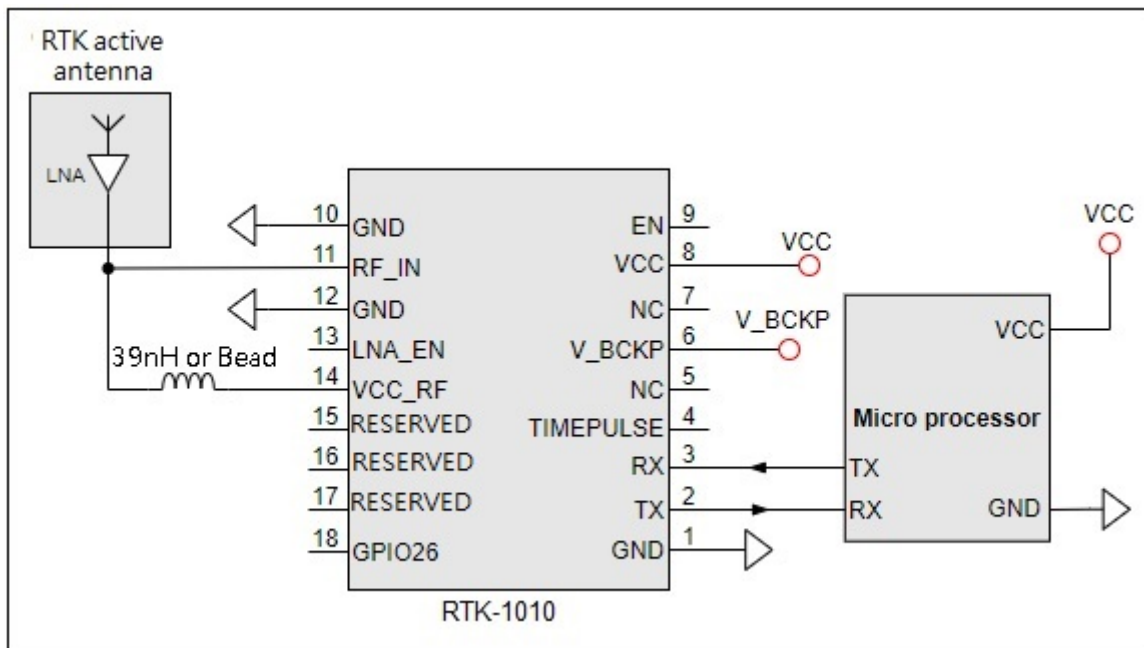 RTK active
antenna
LNA
39nH or Bead
10 GND
11 RF_IN
12 GND
13 LNA_EN
14 VCC_RF
15 RESERVED
16 RESERVED
17 RESERVED
18 GPIO26
EN 9
VCC 8
NC 7
V_BCKP 6
NC 5
TIMEPULSE 4
RX 3
TX 2
GND 1
RTK-1010
VCC
V_BCKP
VCC
VCC
Micro processor
TX
RX
GND